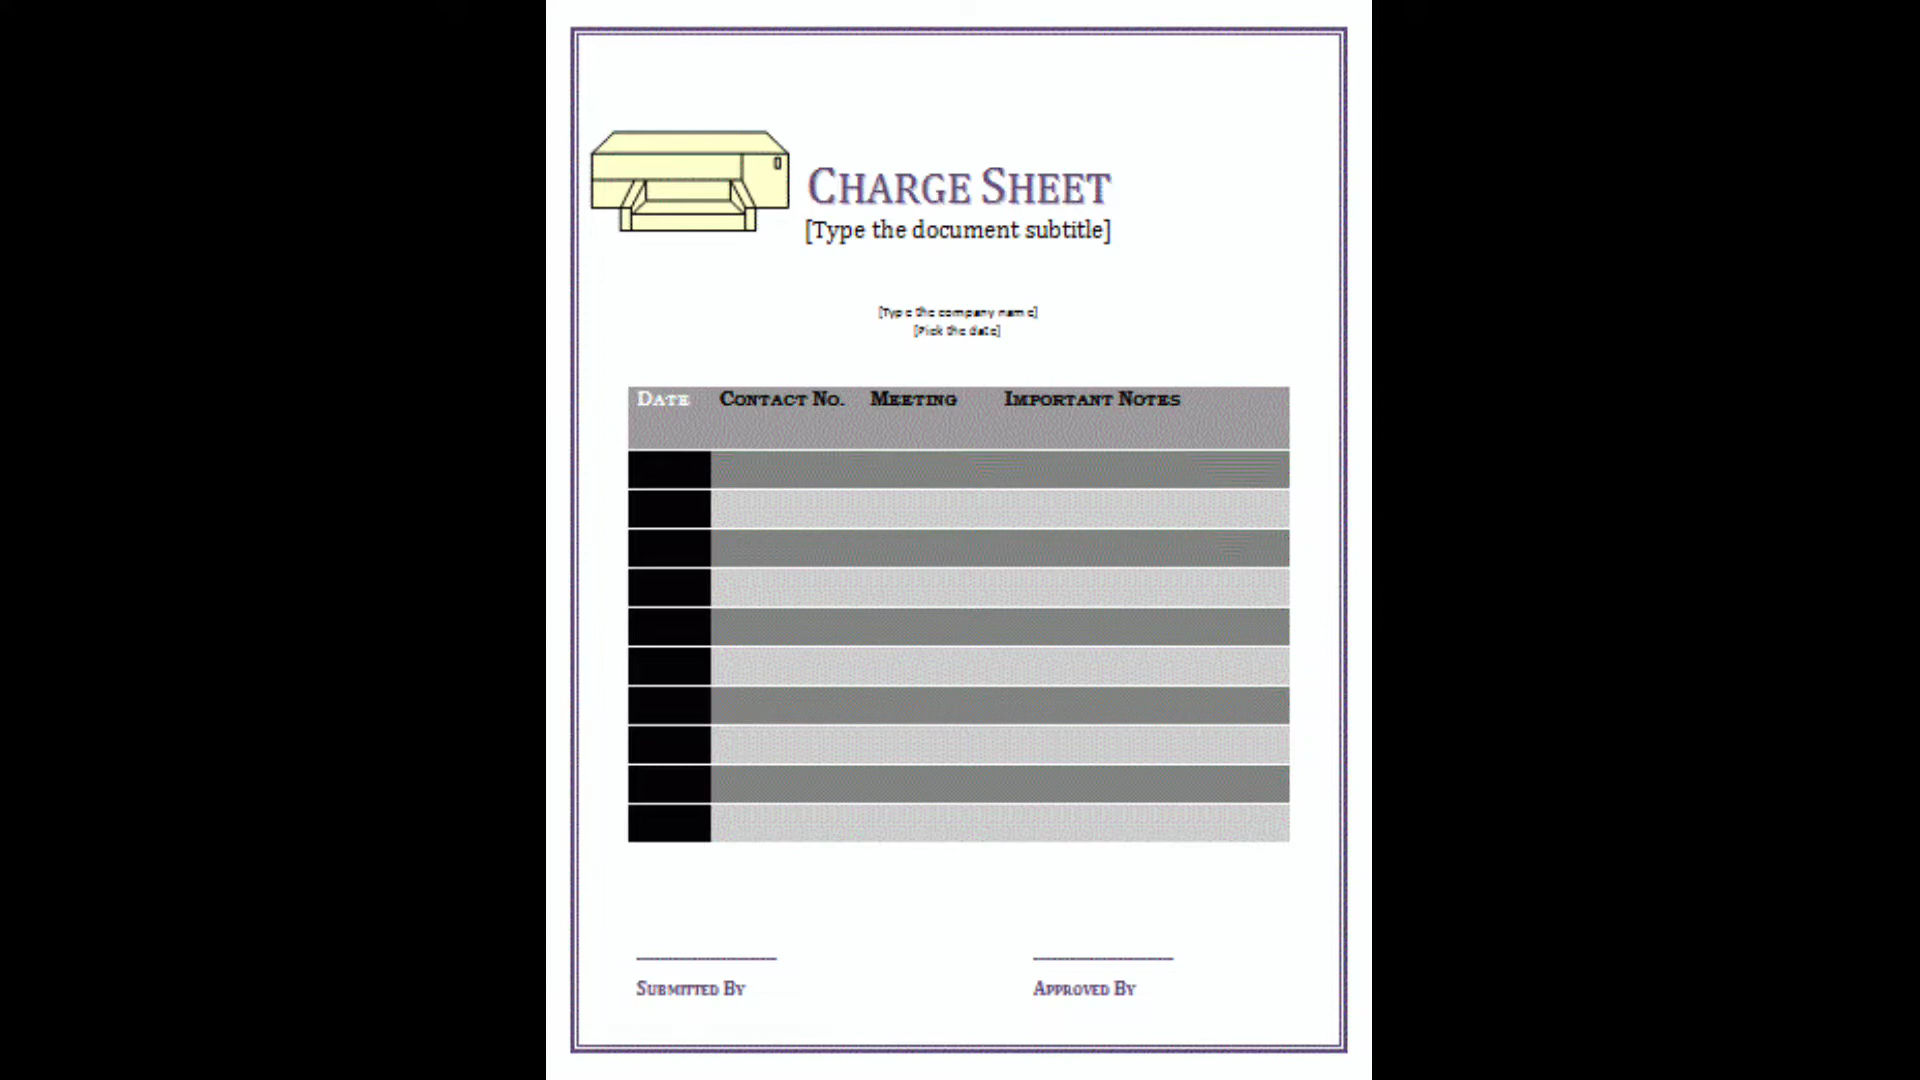 CHARGE SHEET
[Type the document subtitle]
[Type the company name]
[Pick the date]
DATE CONTACT NO. MEETING IMPORTANT NOTES
SUBMITTED BY APPROVED BY